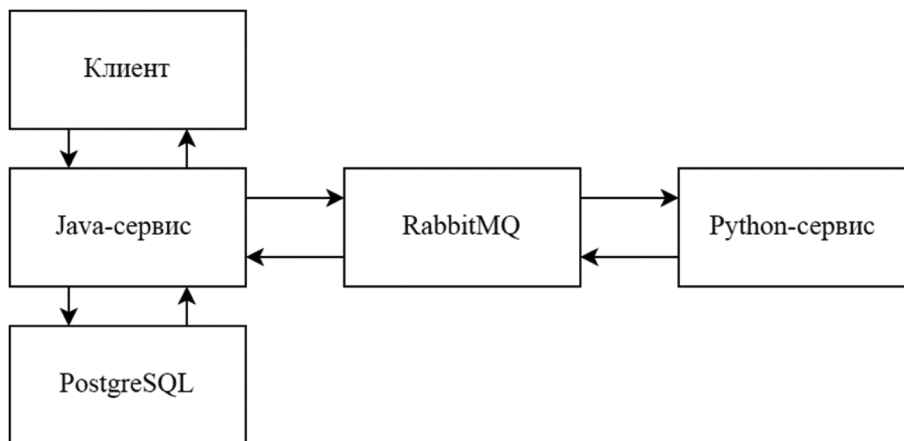 Клиент
Java-сервис
RabbitMQ
Python-сервис
PostgreSQL